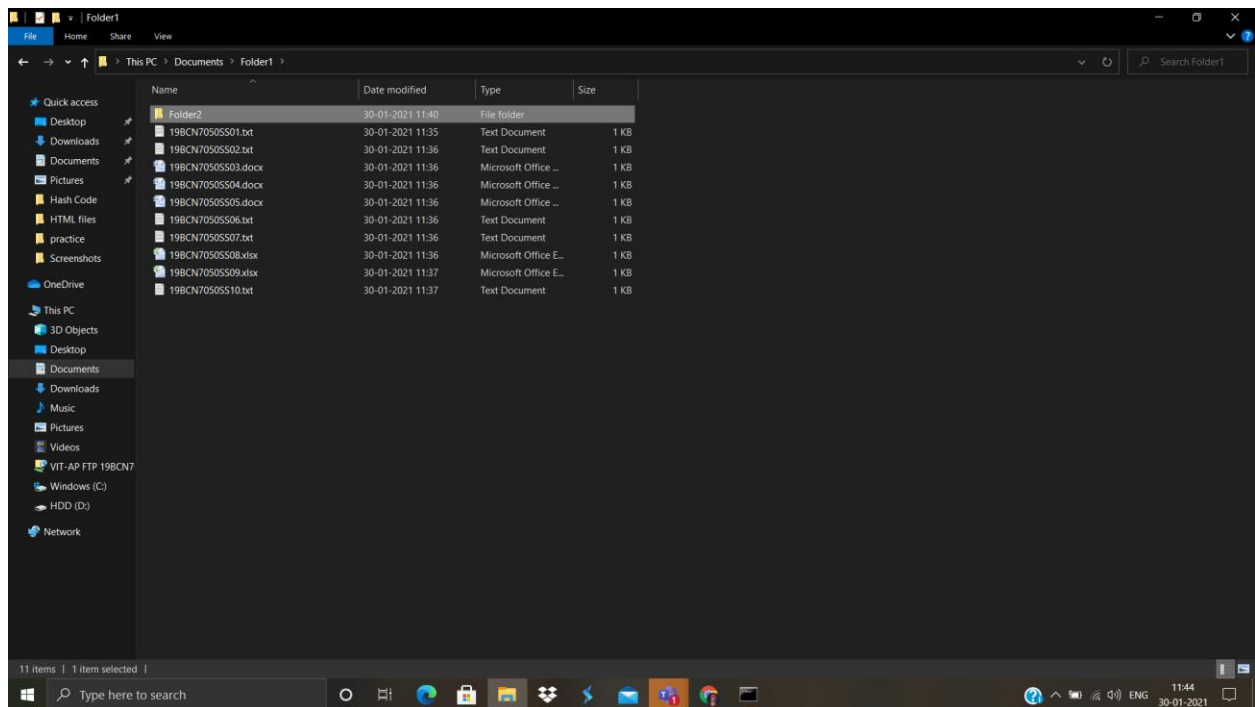 Folder1
File Home Share View
This PC > Documents > Folder1 >
Search Folder1
Name Date modified Type Size
Quick access
Desktop
Downloads
Documents
Pictures
Hash Code
HTML files
practice
Screenshots
OneDrive
This PC
3D Objects
Desktop
Documents
Downloads
Music
Pictures
Videos
VIT-AP FTP 19BCN7
Windows (C:)
HDD (D:)
Network
Folder2 30-01-2021 11:40 File folder
19BCN7050SS01.txt 30-01-2021 11:35 Text Document 1 KB
19BCN7050SS02.txt 30-01-2021 11:36 Text Document 1 KB
19BCN7050SS03.docx 30-01-2021 11:36 Microsoft Office ... 1 KB
19BCN7050SS04.docx 30-01-2021 11:36 Microsoft Office ... 1 KB
19BCN7050SS05.docx 30-01-2021 11:36 Microsoft Office ... 1 KB
19BCN7050SS06.txt 30-01-2021 11:36 Text Document 1 KB
19BCN7050SS07.txt 30-01-2021 11:36 Text Document 1 KB
19BCN7050SS08.xlsx 30-01-2021 11:36 Microsoft Office E... 1 KB
19BCN7050SS09.xlsx 30-01-2021 11:37 Microsoft Office E... 1 KB
19BCN7050SS10.txt 30-01-2021 11:37 Text Document 1 KB
11 items | 1 item selected |
Type here to search
ENG
11:44
30-01-2021